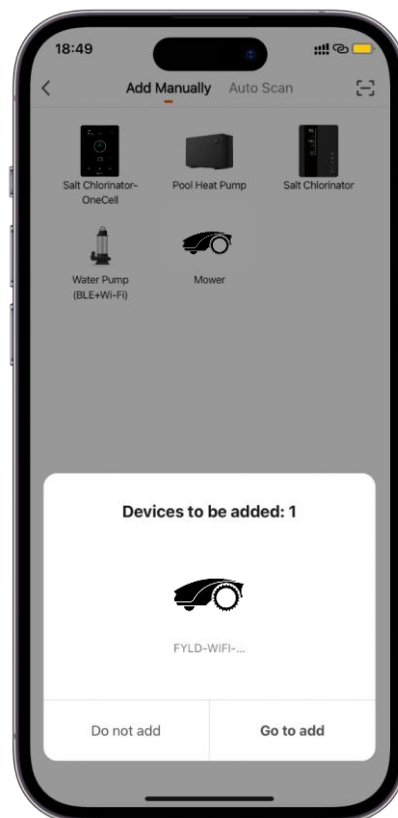 18:49
Add Manually Auto Scan
Salt Chlorinator-
OneCell
Pool Heat Pump
Salt Chlorinator
Water Pump
(BLE+Wi-Fi)
Mower
Devices to be added: 1
FYLD-WIFI-...
Do not add
Go to add